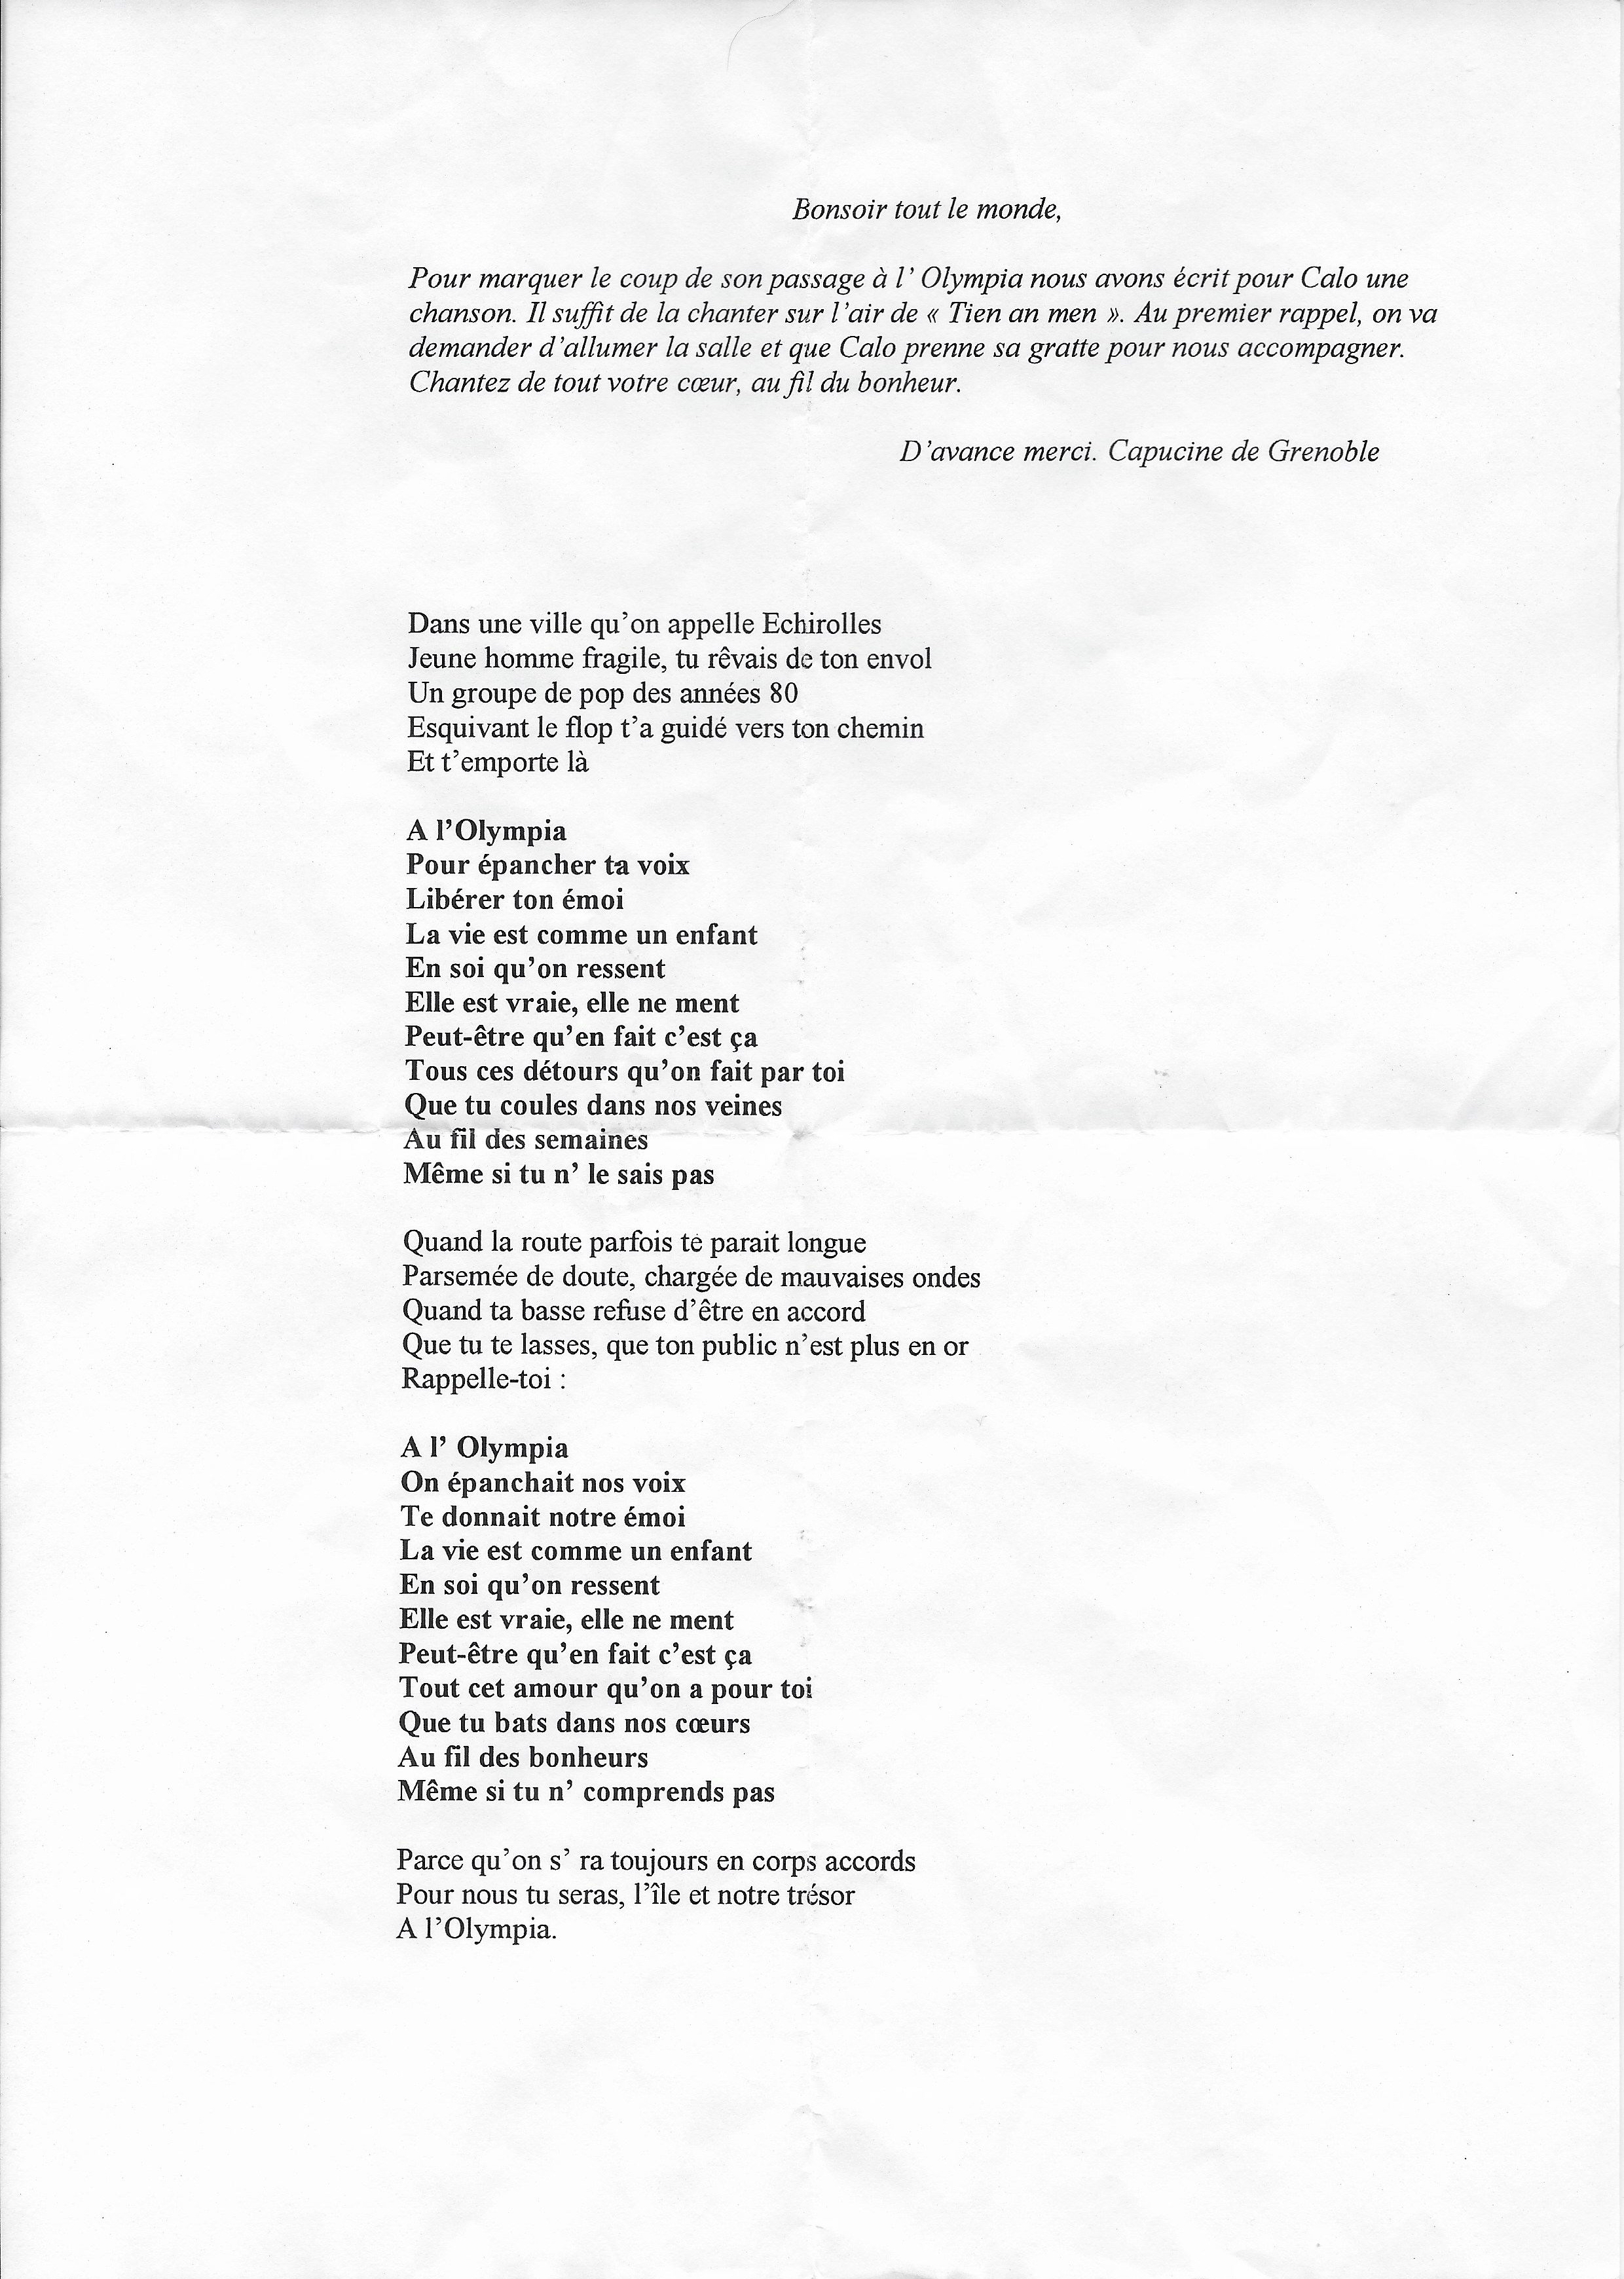 Bonsoir tout le monde,
Pour marquer le coup de son passage à l' Olympia nous avons écrit pour Calo une
chanson. Il suffit de la chanter sur l'air de « Tien an men ». Au premier rappel, on va
demander d'allumer la salle et que Calo prenne sa gratte pour nous accompagner.
Chantez de tout votre cœur, au fil du bonheur.
D'avance merci. Capucine de Grenoble
Dans une ville qu'on appelle Echirolles
Jeune homme fragile, tu rêvais de ton envol
Un groupe de pop des années 80
Esquivant le flop t'a guidé vers ton chemin
Et t'emporte là
A l'Olympia
Pour épancher ta voix
Libérer ton émoi
La vie est comme un enfant
En soi qu'on ressent
Elle est vraie, elle ne ment
Peut-être qu'en fait c'est ça
Tous ces détours qu'on fait par toi
Que tu coules dans nos veines
Au fil des semaines
Même si tu n' le sais pas
Quand la route parfois te parait longue
Parsemée de doute, chargée de mauvaises ondes
Quand ta basse refuse d'être en accord
Que tu te lasses, que ton public n'est plus en or
Rappelle-toi :
A l' Olympia
On épanchait nos voix
Te donnait notre émoi
La vie est comme un enfant
En soi qu'on ressent
Elle est vraie, elle ne ment
Peut-être qu'en fait c'est ça
Tout cet amour qu'on a pour toi
Que tu bats dans nos cœurs
Au fil des bonheurs
Même si tu n' comprends pas
Parce qu'on s' ra toujours en corps accords
Pour nous tu seras, l'île et notre trésor
A l'Olympia.